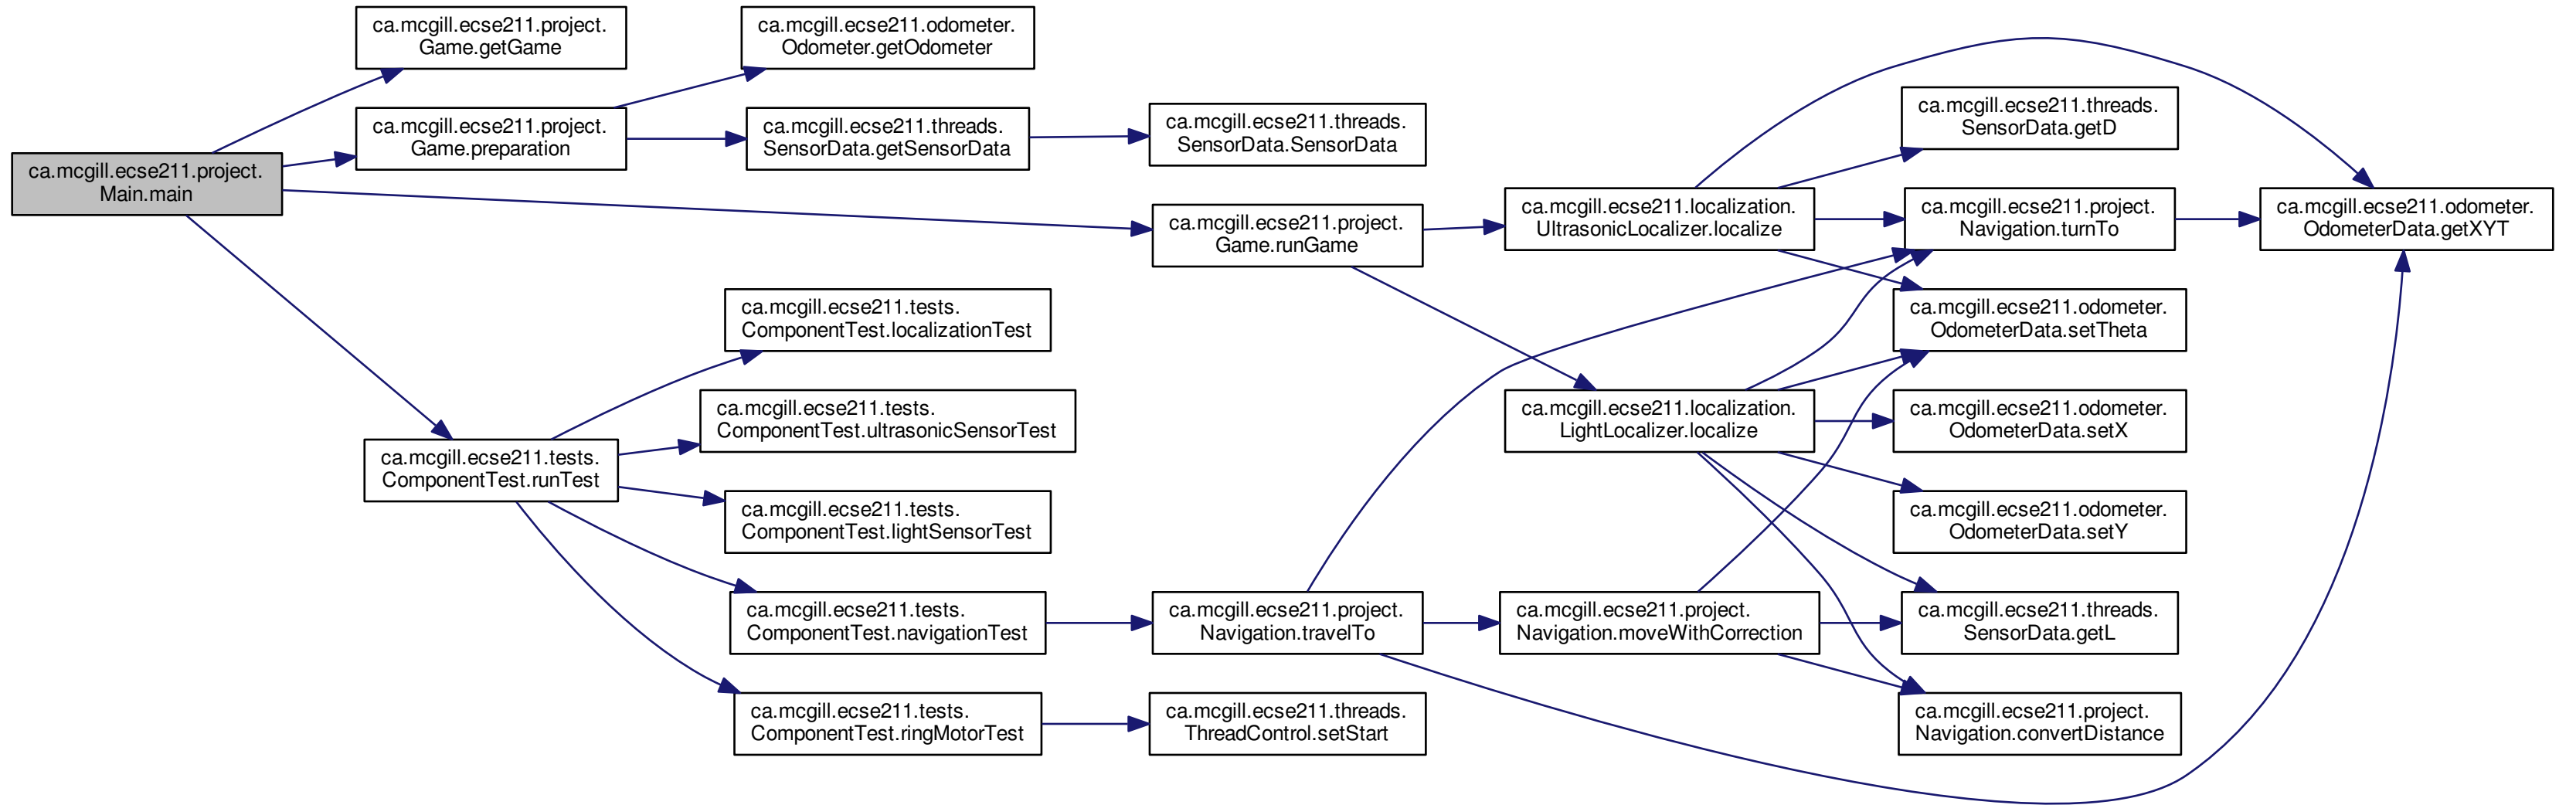 ca.mcgill.ecse211.project.
Main.main
ca.mcgill.ecse211.project.
Game.getGame
ca.mcgill.ecse211.project.
Game.preparation
ca.mcgill.ecse211.tests.
ComponentTest.runTest
ca.mcgill.ecse211.odometer.
Odometer.getOdometer
ca.mcgill.ecse211.threads.
SensorData.getSensorData
ca.mcgill.ecse211.tests.
ComponentTest.localizationTest
ca.mcgill.ecse211.tests.
ComponentTest.ultrasonicSensorTest
ca.mcgill.ecse211.tests.
ComponentTest.lightSensorTest
ca.mcgill.ecse211.tests.
ComponentTest.navigationTest
ca.mcgill.ecse211.tests.
ComponentTest.ringMotorTest
ca.mcgill.ecse211.threads.
SensorData.SensorData
ca.mcgill.ecse211.project.
Game.runGame
ca.mcgill.ecse211.project.
Navigation.travelTo
ca.mcgill.ecse211.threads.
ThreadControl.setStart
ca.mcgill.ecse211.localization.
UltrasonicLocalizer.localize
ca.mcgill.ecse211.localization.
LightLocalizer.localize
ca.mcgill.ecse211.project.
Navigation.moveWithCorrection
ca.mcgill.ecse211.threads.
SensorData.getD
ca.mcgill.ecse211.project.
Navigation.turnTo
ca.mcgill.ecse211.odometer.
OdometerData.setTheta
ca.mcgill.ecse211.odometer.
OdometerData.setX
ca.mcgill.ecse211.odometer.
OdometerData.setY
ca.mcgill.ecse211.threads.
SensorData.getL
ca.mcgill.ecse211.project.
Navigation.convertDistance
ca.mcgill.ecse211.odometer.
OdometerData.getXYT